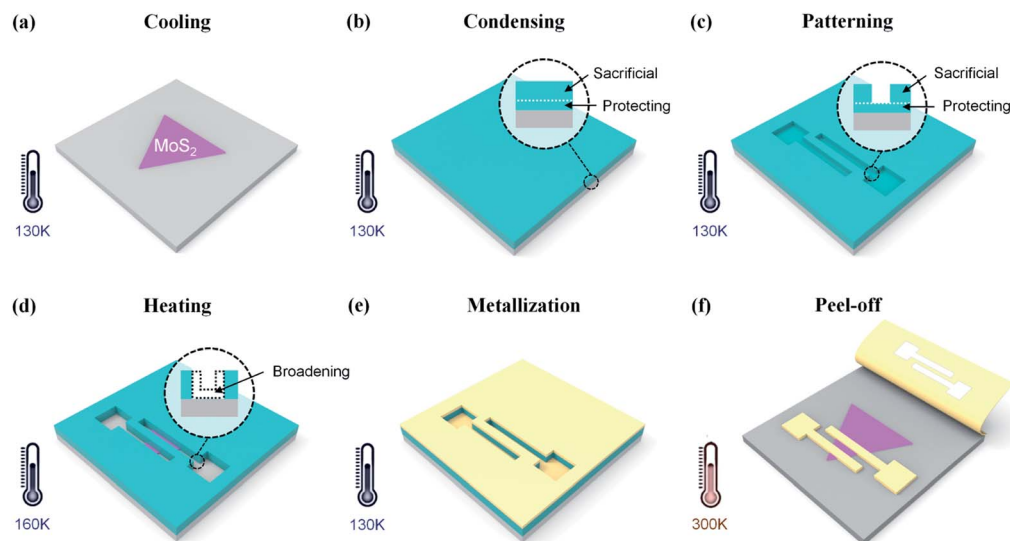 (a) Cooling
MoS₂
130K
(b) Condensing
Sacrificial
Protecting
130K
(c) Patterning
Sacrificial
Protecting
130K
(d) Heating
Broadening
160K
(e) Metallization
130K
(f) Peel-off
300K